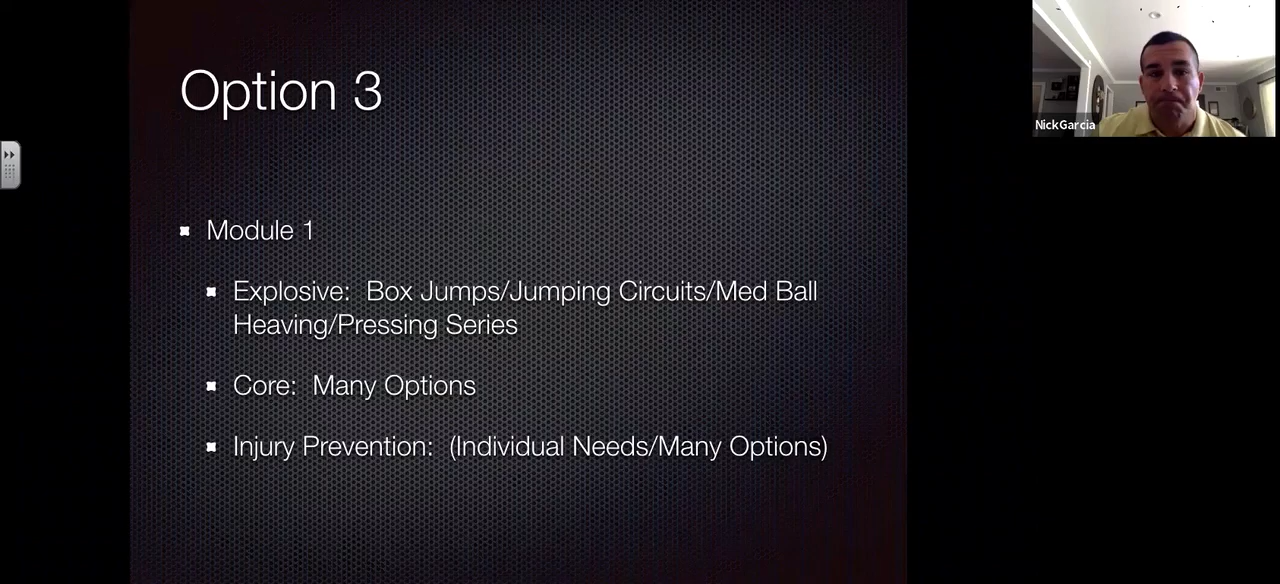 Option 3
Module 1
Explosive: Box Jumps/Jumping Circuits/Med Ball
Heaving/Pressing Series
Core: Many Options
Injury Prevention: (Individual Needs/Many Options)
NickGarcia